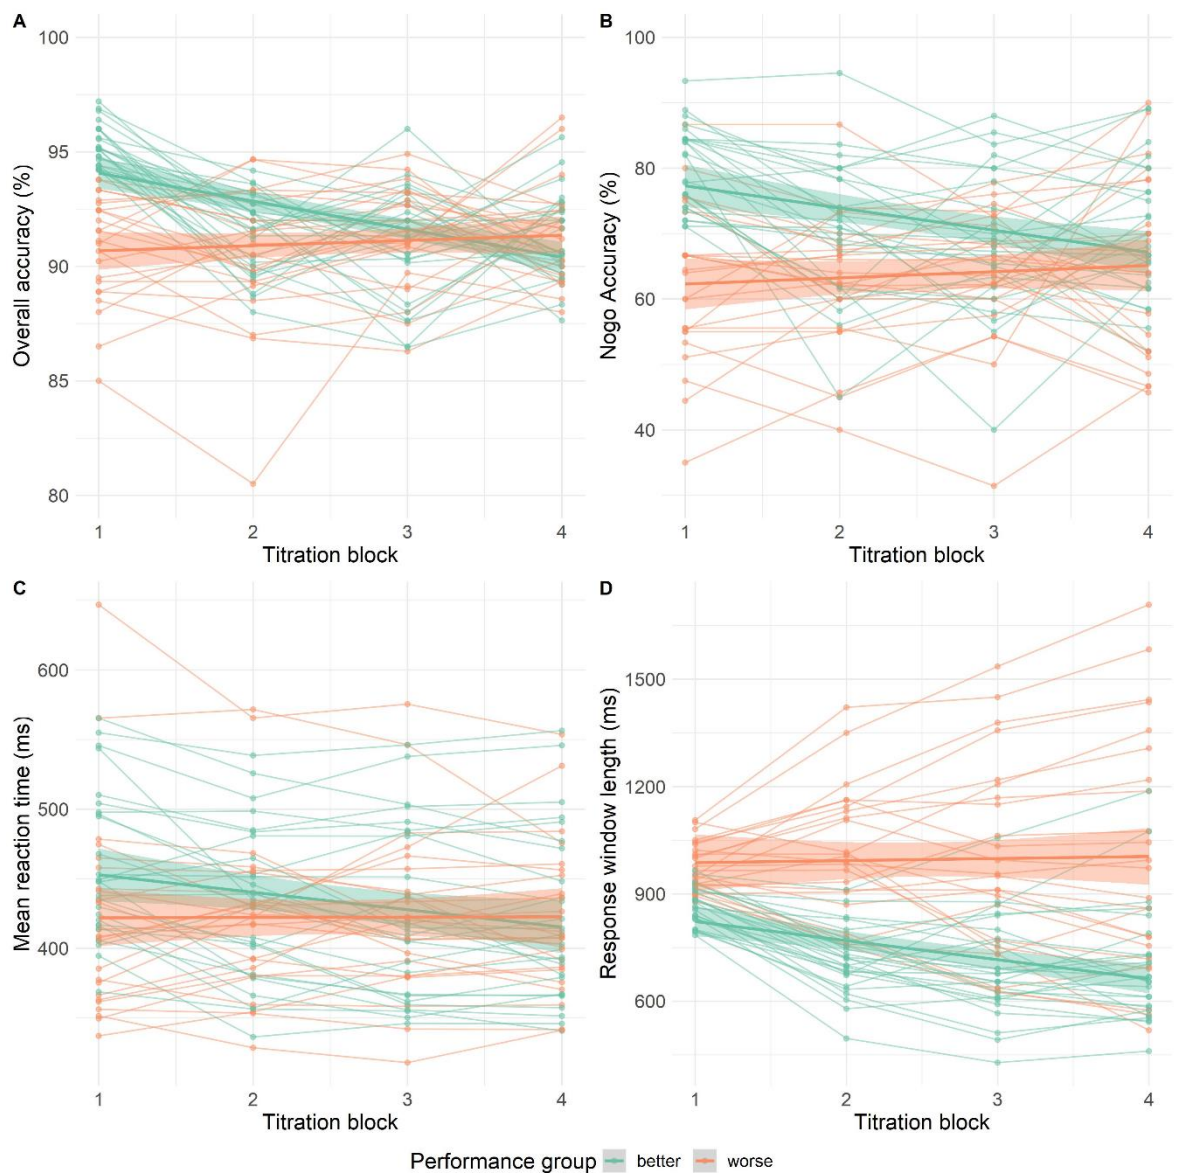 A
100
95
90
85
80
Overall accuracy (%)
1 2 3 4
Titration block
B
100
80
60
40
Nogo Accuracy (%)
1 2 3 4
Titration block
C
600
500
400
Mean reaction time (ms)
1 2 3 4
Titration block
D
1500
1200
900
600
Response window length (ms)
1 2 3 4
Titration block
Performance group better worse